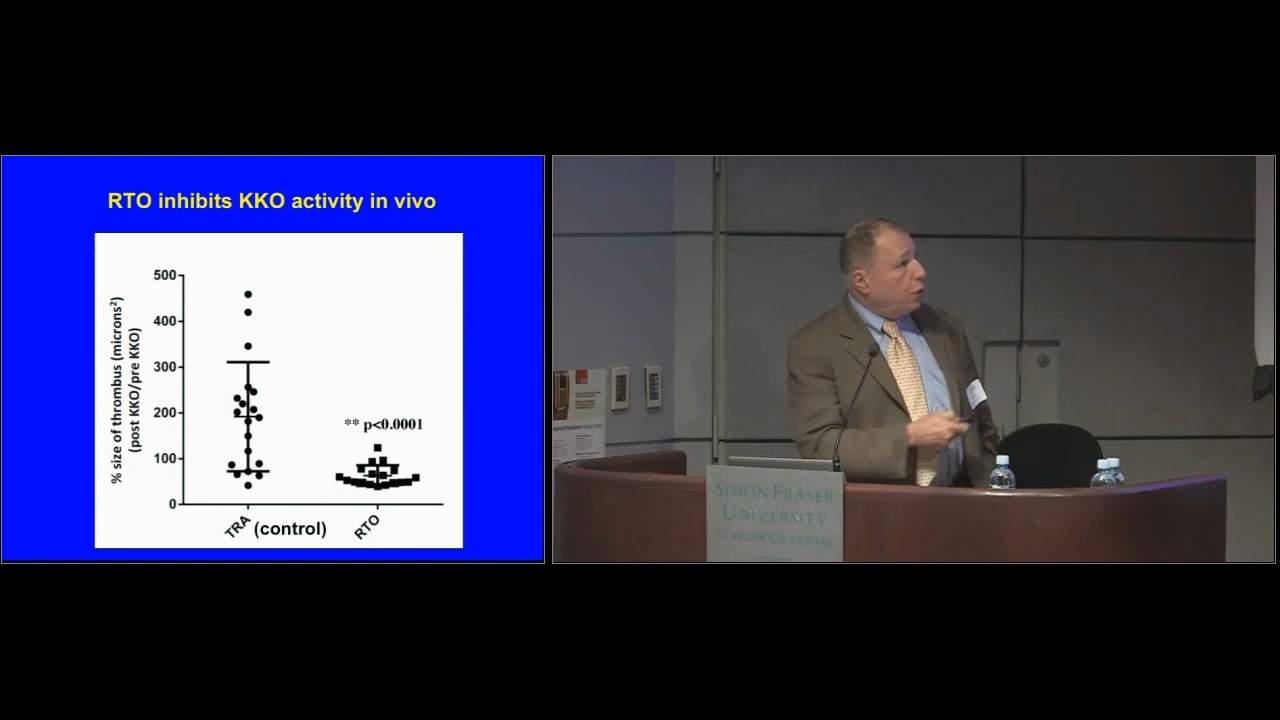 RTO inhibits KKO activity in vivo
% size of thrombus (microns²)
(post KKO/pre KKO)
500
400
300
200
100
0
** p<0.0001
TRA (control)
RTO
SIMON FRASER
UNIVERSITY
AT HARBOUR CENTRE